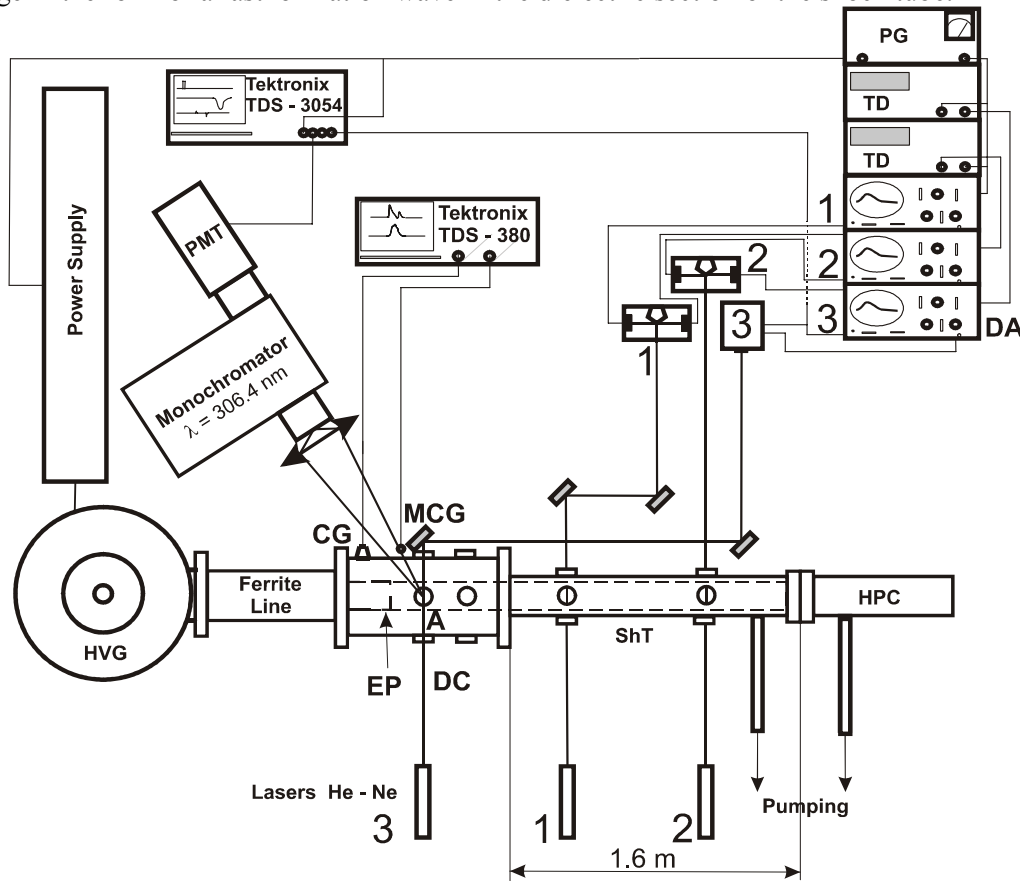 PG
Tektronix
TDS - 3054
TD
TD
Power Supply
PMT
Tektronix
TDS - 380
1
2
3
DA
2
1
3
Monochromator
λ = 306.4 nm
MCG
CG
Ferrite
Line
HVG
A
EP
DC
ShT
HPC
Lasers He - Ne
3
1
2
Pumping
1.6 m